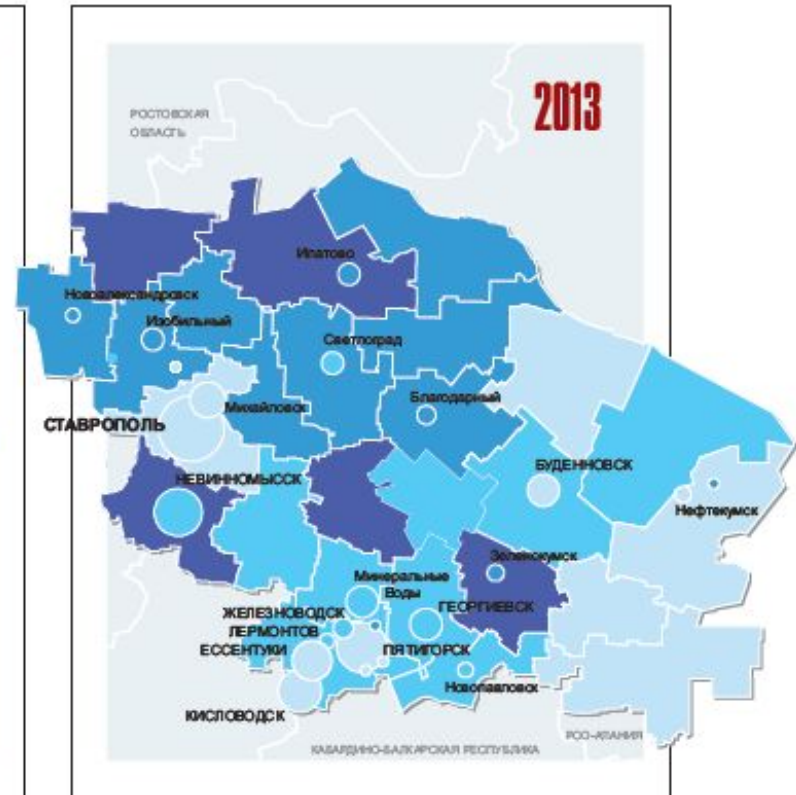 2013
РОСТОВСКАЯ
ОБЛАСТЬ
Ипатово
Новоалександровск
Изобильный
Светлоград
Благодарный
Михайловск
СТАВРОПОЛЬ
БУДЕННОВСК
НЕВИННОМЫССК
Нефтекумск
Зеленокумск
Минеральные
Воды
ГЕОРГИЕВСК
ЖЕЛЕЗНОВОДСК
ЛЕРМОНТОВ
ЕССЕНТУКИ
ПЯТИГОРСК
Новопавловск
КИСЛОВОДСК
РСО-АЛАНИЯ
КАБАРДИНО-БАЛКАРСКАЯ РЕСПУБЛИКА